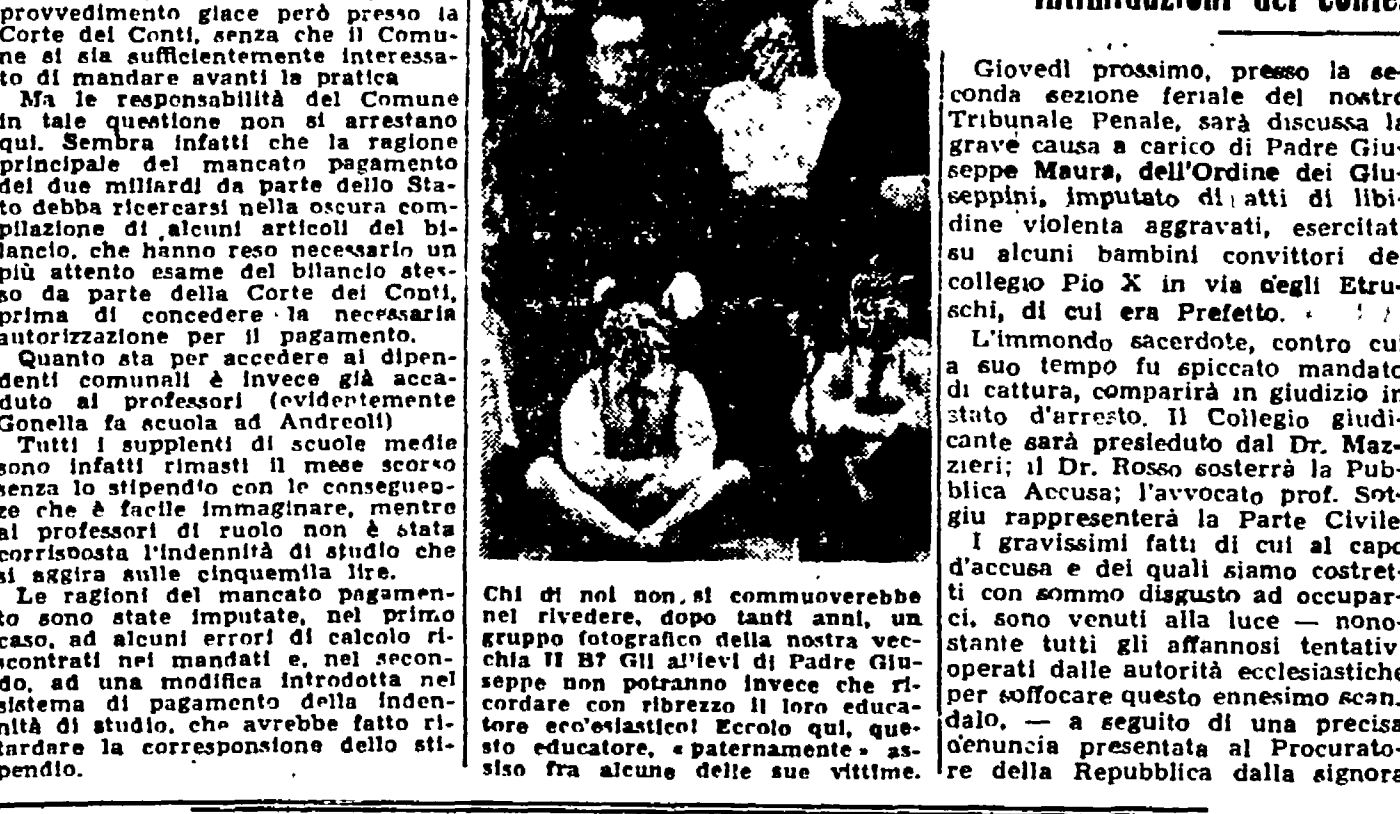 provvedimento giace però presso la
Corte dei Conti, senza che il Comu-
ne si sia sufficientemente interessa-
to di mandare avanti la pratica
Ma le responsabilità del Comune
in tale questione non si arrestano
qui. Sembra infatti che la ragione
principale del mancato pagamento
dei due miliardi da parte dello Sta-
to debba ricercarsi nella oscura com-
pilazione di alcuni articoli del bi-
lancio, che hanno reso necessario un
più attento esame del bilancio stes-
so da parte della Corte dei Conti,
prima di concedere la necessaria
autorizzazione per il pagamento.
Quanto sta per accedere ai dipen-
denti comunali è invece già acca-
duto ai professori (evidentemente
Gonella fa scuola ad Andreoli)
Tutti i supplenti di scuole medie
sono infatti rimasti il mese scorso
senza lo stipendio con le conseguen-
ze che è facile immaginare, mentre
ai professori di ruolo non è stata
corrisposta l'indennità di studio che
si aggira sulle cinquemila lire.
Le ragioni del mancato pagamen-
to sono state imputate, nel primo
caso, ad alcuni errori di calcolo ri-
scontrati nei mandati e, nel secon-
do, ad una modifica introdotta nel
sistema di pagamento della inden-
nità di studio, che avrebbe fatto ri-
tardare la corresponsione dello sti-
pendio.
Chi di noi non si commuoverebbe
nel rivedere, dopo tanti anni, un
gruppo fotografico della nostra vec-
chia II B? Gli allievi di Padre Giu-
seppe non potranno invece che ri-
cordare con ribrezzo il loro educa-
tore ecclesiastico! Eccolo qui, que-
sto educatore, « paternamente » as-
siso fra alcune delle sue vittime.
Giovedì prossimo, presso la se-
conda sezione feriale del nostro
Tribunale Penale, sarà discussa la
grave causa a carico di Padre Giu-
seppe Maura, dell'Ordine dei Giu-
seppini, imputato di atti di libi-
dine violenta aggravati, esercitati
su alcuni bambini convittori del
collegio Pio X in via degli Etru-
schi, di cui era Prefetto.
L'immondo sacerdote, contro cui
a suo tempo fu spiccato mandato
di cattura, comparirà in giudizio in
stato d'arresto. Il Collegio giudi-
cante sarà presieduto dal Dr. Maz-
zieri; il Dr. Rosso sosterrà la Pub-
blica Accusa; l'avvocato prof. Sot-
giu rappresenterà la Parte Civile
I gravissimi fatti di cui al capo
d'accusa e dei quali siamo costret-
ti con sommo disgusto ad occupar-
ci, sono venuti alla luce — nono-
stante tutti gli affannosi tentativi
operati dalle autorità ecclesiastiche
per soffocare questo ennesimo scan-
dalo, — a seguito di una precisa
denuncia presentata al Procurato-
re della Repubblica dalla signora